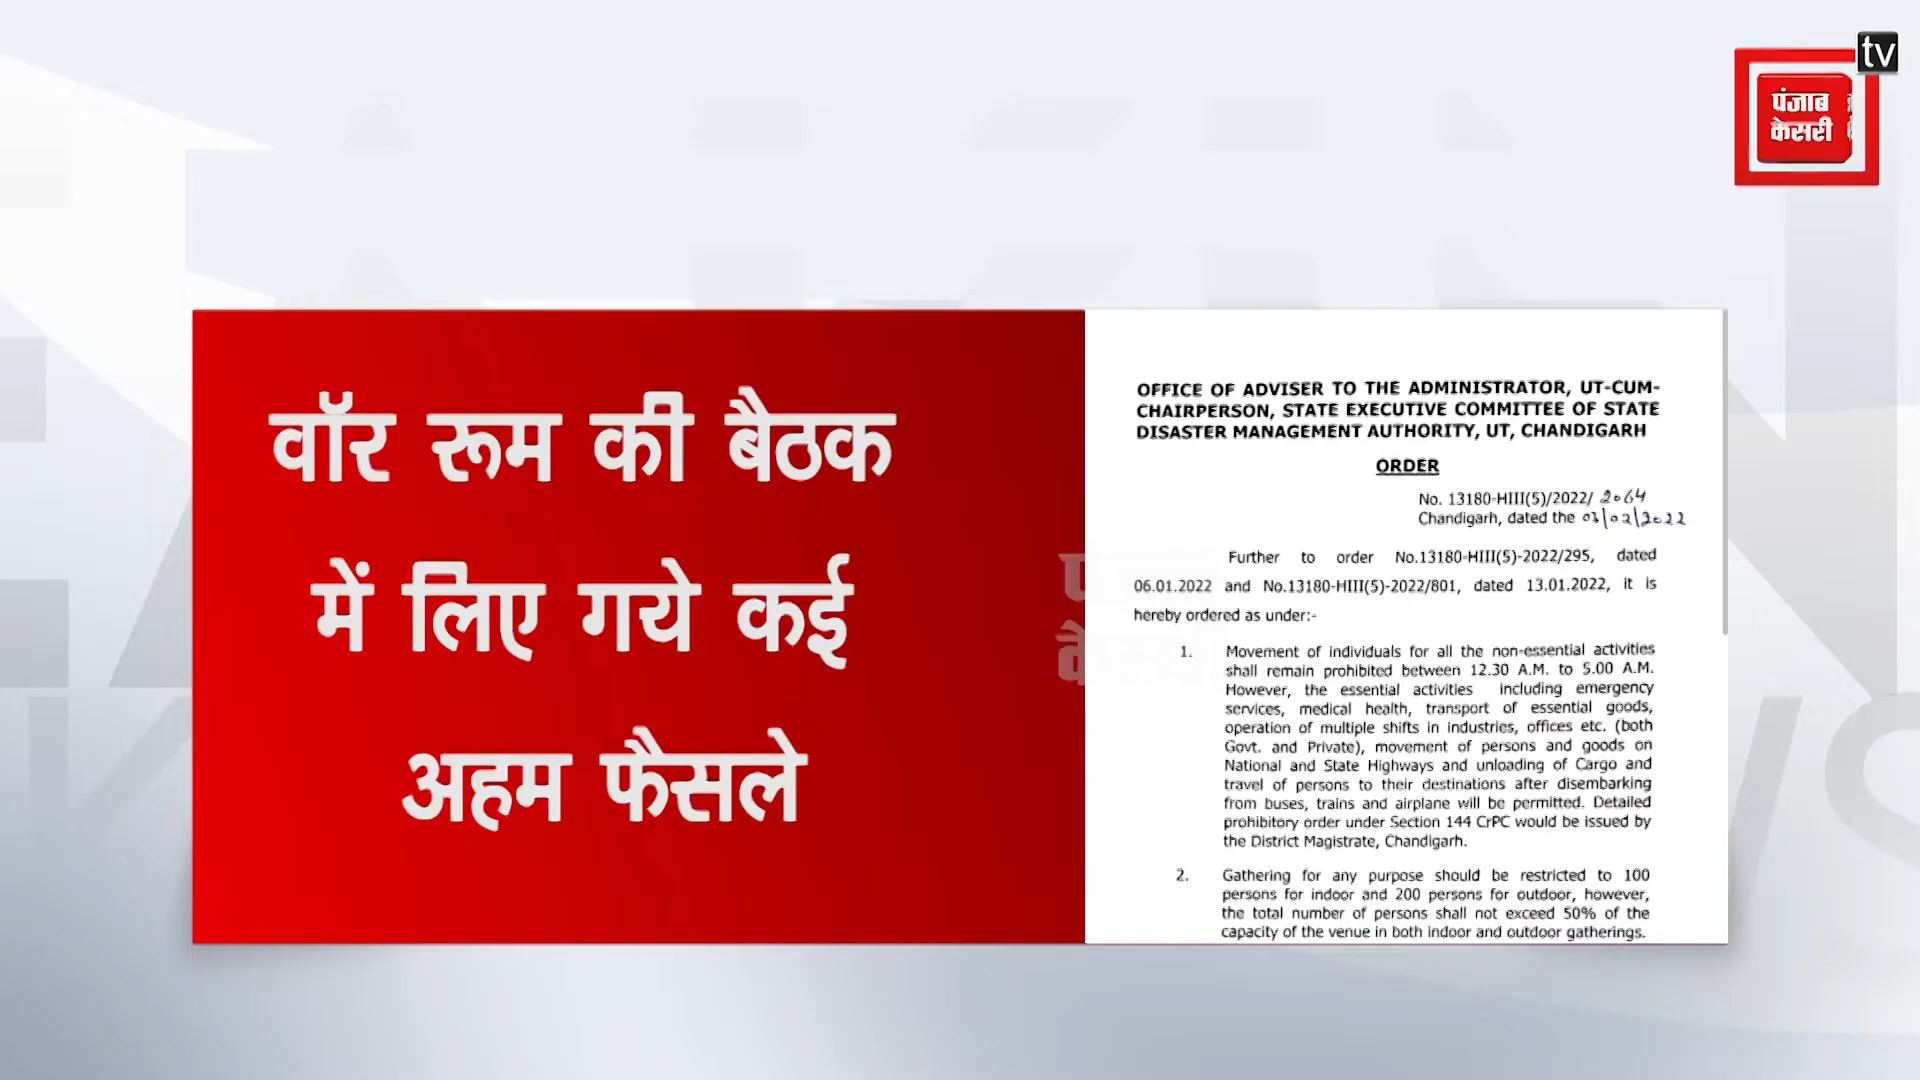 tv
पंजाब
केसरी
वॉर रूम की बैठक
में लिए गये कई
अहम फैसले
OFFICE OF ADVISER TO THE ADMINISTRATOR, UT-CUM-
CHAIRPERSON, STATE EXECUTIVE COMMITTEE OF STATE
DISASTER MANAGEMENT AUTHORITY, UT, CHANDIGARH
ORDER
No. 13180-HIII(5)/2022/ 2064
Chandigarh, dated the 03/02/2022
Further to order No.13180-HIII(5)-2022/295, dated
06.01.2022 and No.13180-HIII(5)-2022/801, dated 13.01.2022, it is
hereby ordered as under:-
1. Movement of individuals for all the non-essential activities
shall remain prohibited between 12.30 A.M. to 5.00 A.M.
However, the essential activities including emergency
services, medical health, transport of essential goods,
operation of multiple shifts in industries, offices etc. (both
Govt. and Private), movement of persons and goods on
National and State Highways and unloading of Cargo and
travel of persons to their destinations after disembarking
from buses, trains and airplane will be permitted. Detailed
prohibitory order under Section 144 CrPC would be issued by
the District Magistrate, Chandigarh.
2. Gathering for any purpose should be restricted to 100
persons for indoor and 200 persons for outdoor, however,
the total number of persons shall not exceed 50% of the
capacity of the venue in both indoor and outdoor gatherings.